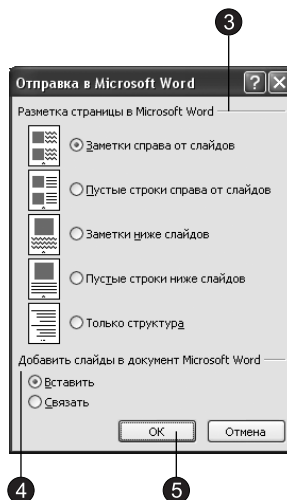 3
Отправка в Microsoft Word
Разметка страницы в Microsoft Word
Заметки справа от слайдов
Пустые строки справа от слайдов
Заметки ниже слайдов
Пустые строки ниже слайдов
Только структура
Добавить слайды в документ Microsoft Word
Вставить
Связать
ОК Отмена
4 5